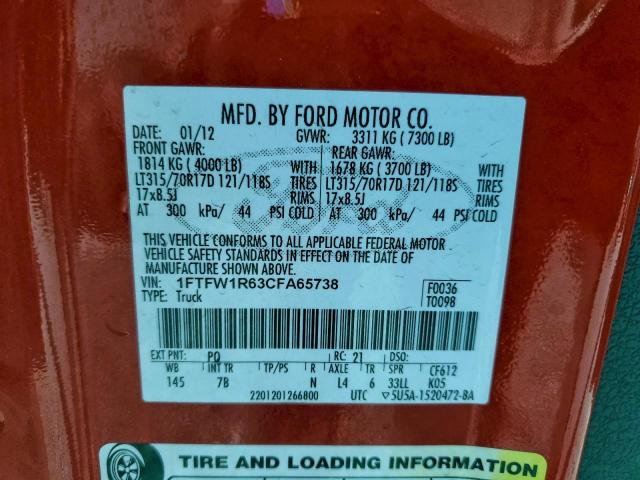 MFD. BY FORD MOTOR CO.
DATE: 01/12 GVWR: 3311 KG (7300 LB)
FRONT GAWR: REAR GAWR:
1814 KG (4000 LB) WITH 1678 KG (3700 LB) WITH
LT315/70R17D 121/118S TIRES LT315/70R17D 121/118S TIRES
17x8.5J RIMS 17x8.5J RIMS
AT 300 kPa/ 44 PSI COLD AT 300 kPa/ 44 PSI COLD
THIS VEHICLE CONFORMS TO ALL APPLICABLE FEDERAL MOTOR
VEHICLE SAFETY STANDARDS IN EFFECT ON THE DATE OF
MANUFACTURE SHOWN ABOVE.
VIN: 1FTFW1R63CFA65738 F0036
TYPE: Truck T0098
EXT PNT: PQ RC: 21 DSO:
WB INT TR TP/PS R AXLE TR SPR CF612
145 7B N L4 6 33LL K05
2201201266800 UTC ▽5U5A-1520472-BA
TIRE AND LOADING INFORMATION